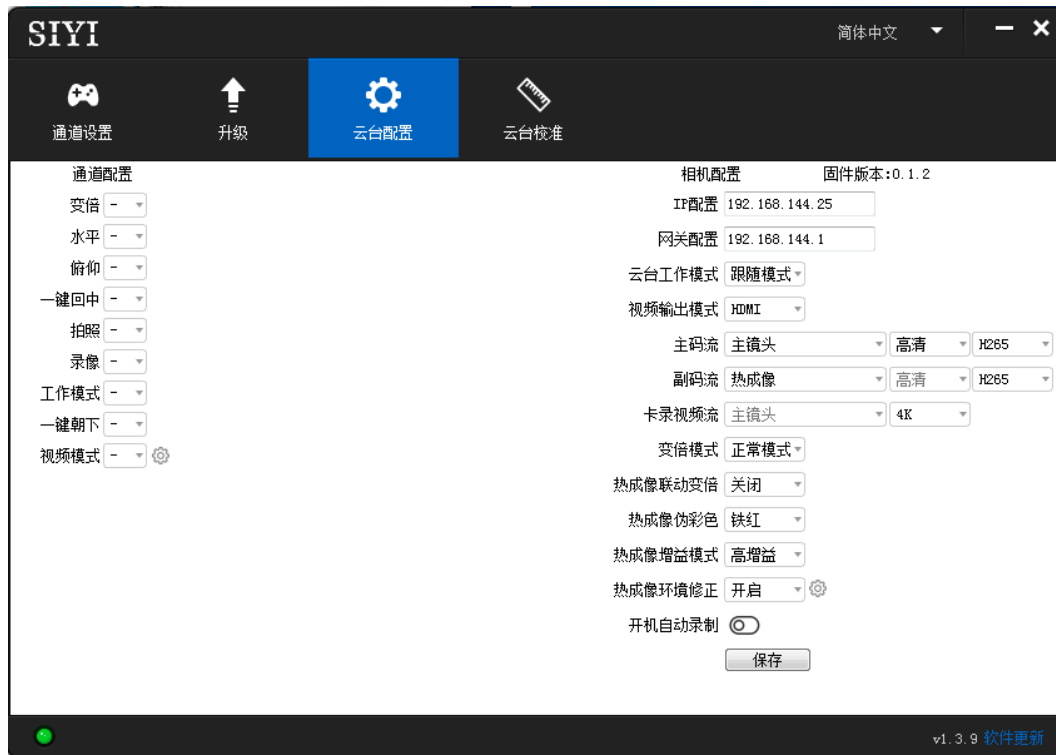 SIYI
简体中文
通道设置 升级 云台配置 云台校准
通道配置
变倍 -
水平 -
俯仰 -
一键回中 -
拍照 -
录像 -
工作模式 -
一键朝下 -
视频模式 -
相机配置 固件版本:0.1.2
IP配置 192.168.144.25
网关配置 192.168.144.1
云台工作模式 跟随模式
视频输出模式 HDMI
主码流 主镜头 高清 H265
副码流 热成像 高清 H265
卡录视频流 主镜头 4K
变倍模式 正常模式
热成像联动变倍 关闭
热成像伪彩色 铁红
热成像增益模式 高增益
热成像环境修正 开启
开机自动录制
保存
v1.3.9 软件更新